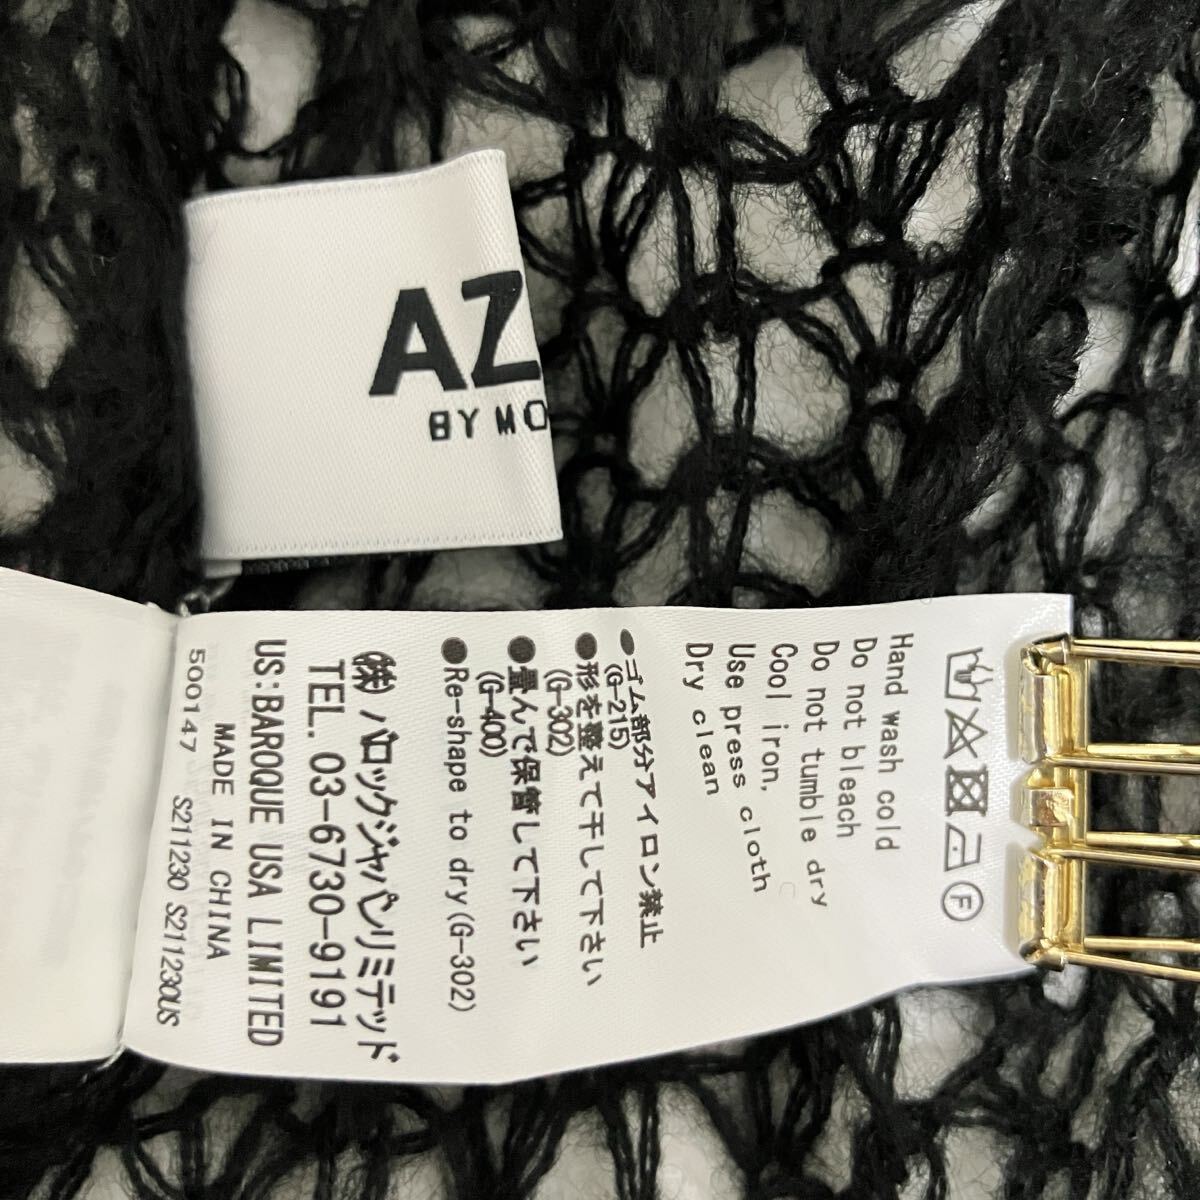 AZ
BY MO
Hand wash cold
Do not bleach
Do not tumble dry
Cool iron,
Use press cloth
Dry clean
F
●ゴム部分アイロン禁止
(G-215)
●形を整えて干して下さい
(G-302)
●畳んで保管して下さい
(G-400)
●Re-shape to dry(G-302)
㈱バロックジャパンリミテッド
TEL.03-6730-9191
US:BAROQUE USA LIMITED
MADE IN CHINA
500147 S211230 S211230US